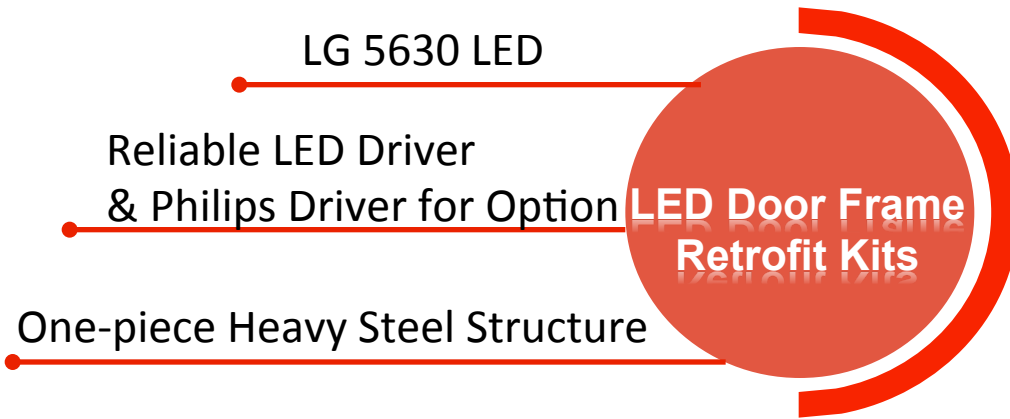 LG 5630 LED
Reliable LED Driver
& Philips Driver for Option
LED Door Frame
Retrofit Kits
One-piece Heavy Steel Structure